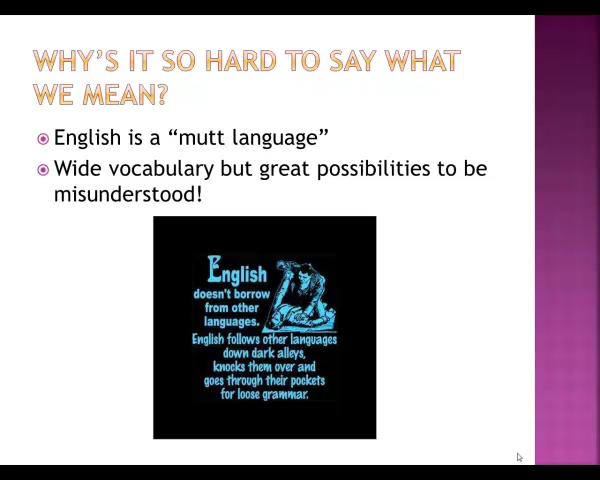 WHY'S IT SO HARD TO SAY WHAT
WE MEAN?
English is a “mutt language”
Wide vocabulary but great possibilities to be
misunderstood!
English
doesn't borrow
from other
languages.
English follows other languages
down dark alleys,
knocks them over and
goes through their pockets
for loose grammar.